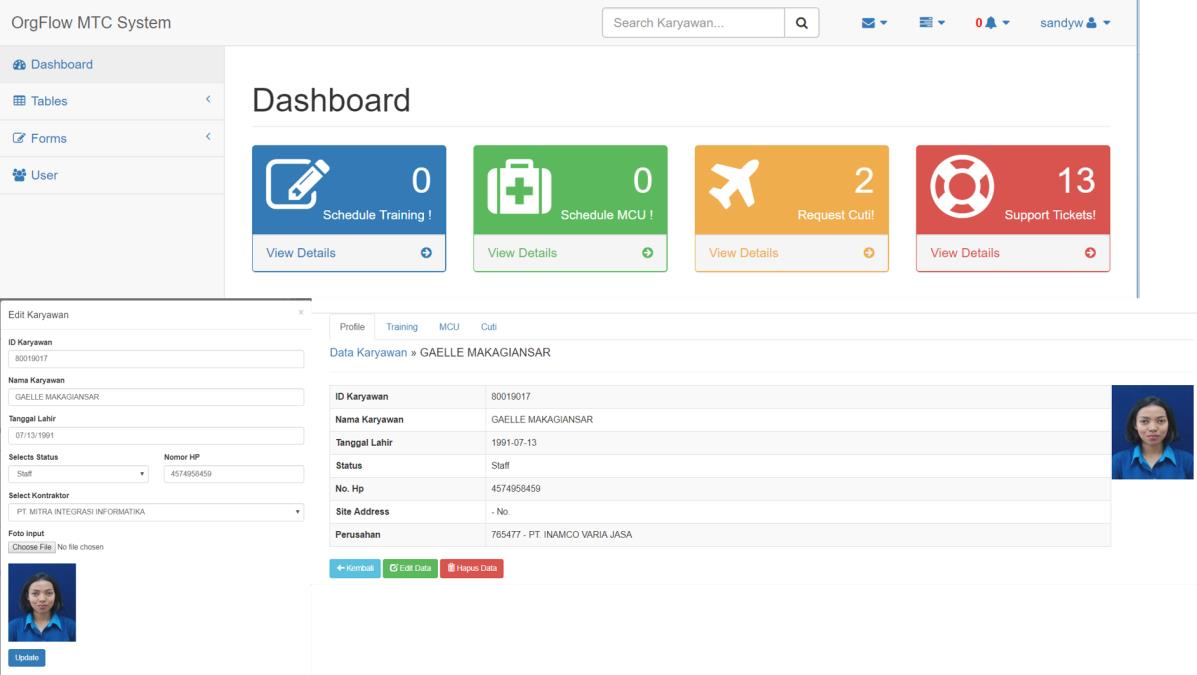 OrgFlow MTC System
Search Karyawan...
0
sandyw
Dashboard
Tables
Forms
User
Dashboard
0
Schedule Training !
View Details
0
Schedule MCU !
View Details
2
Request Cuti!
View Details
13
Support Tickets!
View Details
Edit Karyawan
×
ID Karyawan
80019017
Nama Karyawan
GAELLE MAKAGIANSAR
Tanggal Lahir
07/13/1991
Selects Status Nomor HP
Staff 4574958459
Select Kontraktor
PT. MITRA INTEGRASI INFORMATIKA
Foto input
Choose File No file chosen
Update
Profile Training MCU Cuti
Data Karyawan » GAELLE MAKAGIANSAR
ID Karyawan 80019017
Nama Karyawan GAELLE MAKAGIANSAR
Tanggal Lahir 1991-07-13
Status Staff
No. Hp 4574958459
Site Address - No.
Perusahan 765477 - PT. INAMCO VARIA JASA
Kembali Edit Data Hapus Data